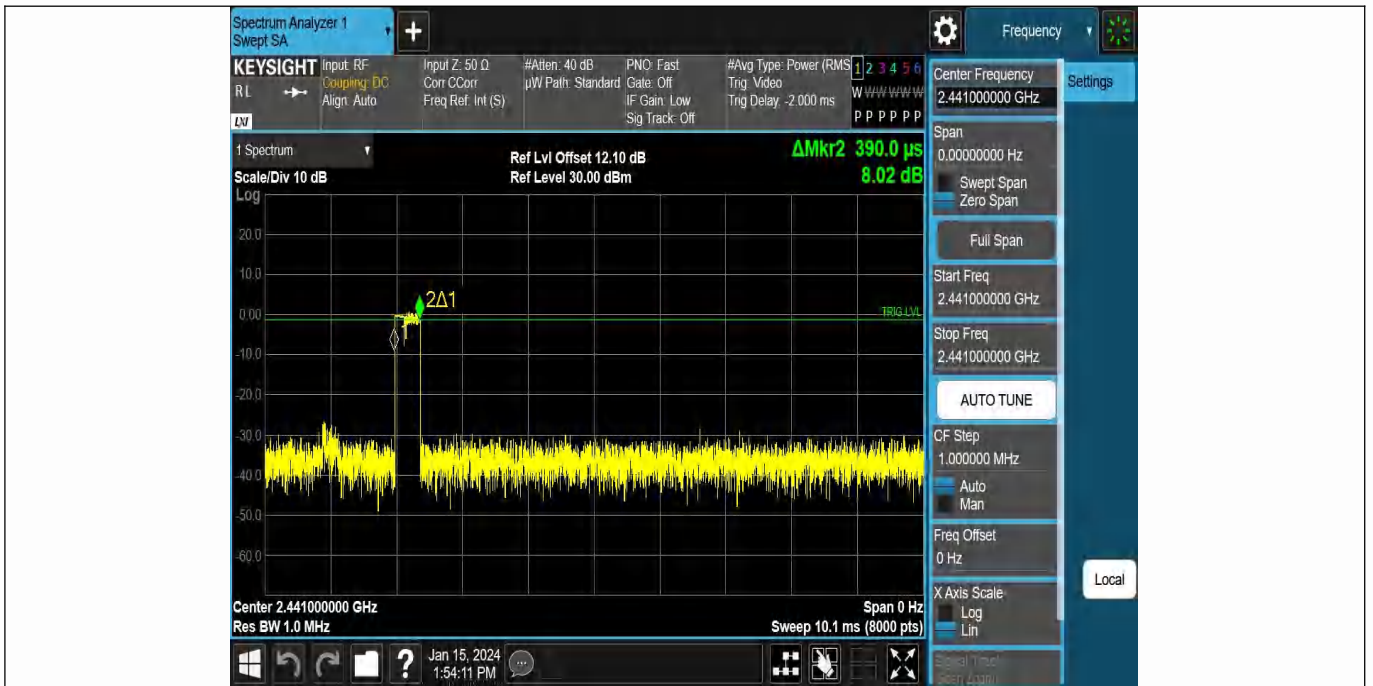 Spectrum Analyzer 1
Swept SA
+
Frequency
KEYSIGHT
RL
LXI
Input: RF
Coupling: DC
Align: Auto
Input Z: 50 Ω
Corr CCorr
Freq Ref: Int (S)
#Atten: 40 dB
µW Path: Standard
PNO: Fast
Gate: Off
IF Gain: Low
Sig Track: Off
#Avg Type: Power (RMS
Trig: Video
Trig Delay: -2.000 ms
1 2 3 4 5 6
W W W W W W
P P P P P P
Center Frequency
2.441000000 GHz
Settings
Span
0.00000000 Hz
Swept Span
Zero Span
Full Span
Start Freq
2.441000000 GHz
Stop Freq
2.441000000 GHz
AUTO TUNE
CF Step
1.000000 MHz
Auto
Man
Freq Offset
0 Hz
X Axis Scale
Log
Lin
Signal Track
Local
1 Spectrum
Scale/Div 10 dB
Log
Ref Lvl Offset 12.10 dB
Ref Level 30.00 dBm
ΔMkr2 390.0 µs
8.02 dB
20.0
10.0
2Δ1
0.00
TRIG LVL
-10.0
-20.0
-30.0
-40.0
-50.0
-60.0
Center 2.441000000 GHz
Span 0 Hz
Res BW 1.0 MHz
Sweep 10.1 ms (8000 pts)
?
Jan 15, 2024
1:54:11 PM